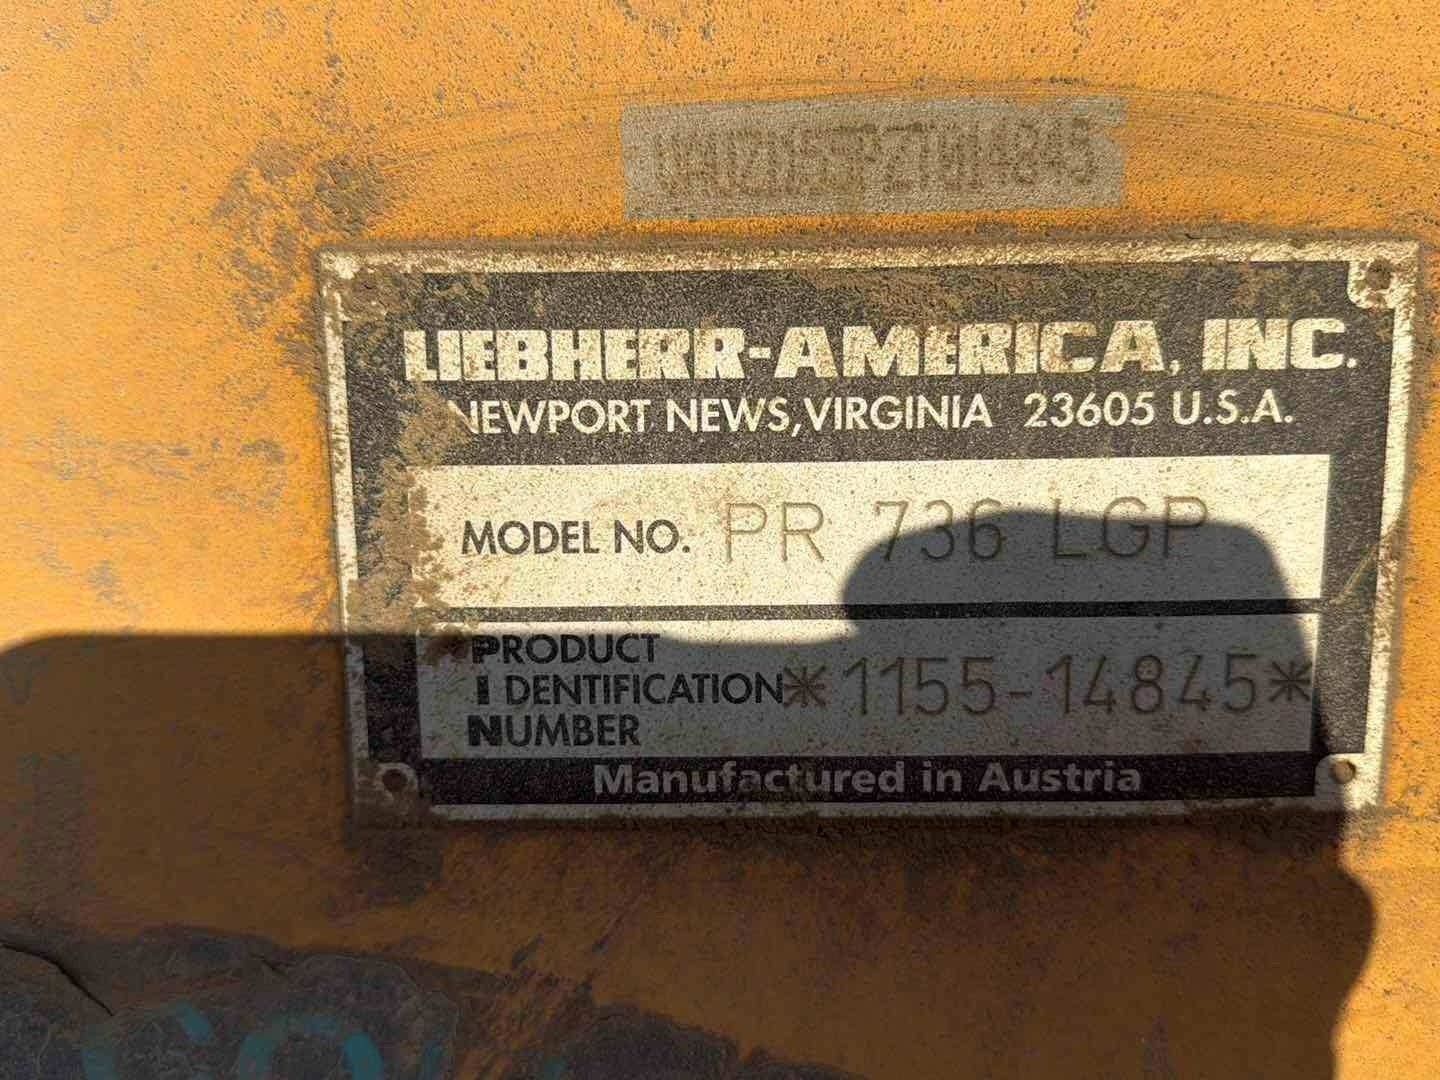 LIEBHERR-AMERICA, INC.
NEWPORT NEWS, VIRGINIA 23605 U.S.A.
MODEL NO. PR 736 LGP
PRODUCT
IDENTIFICATION *1155-14845*
NUMBER
Manufactured in Austria